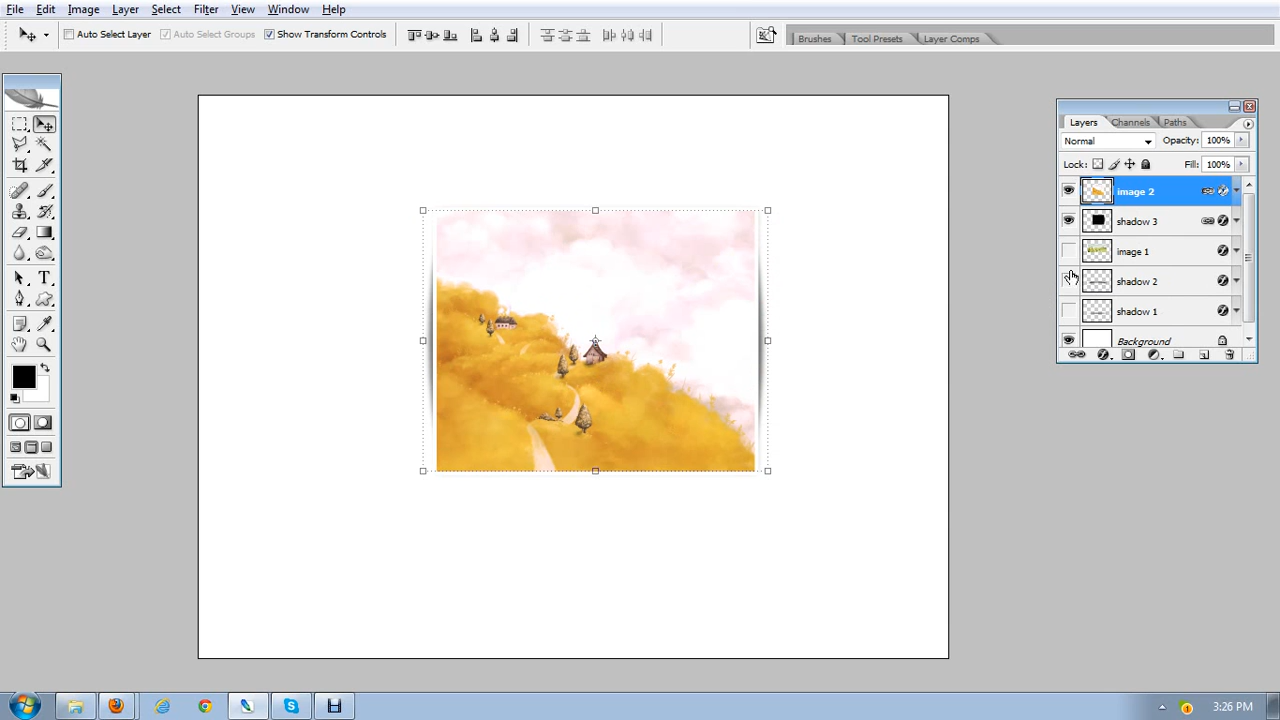 File Edit Image Layer Select Filter View Window Help
Auto Select Layer Auto Select Groups Show Transform Controls Brushes Tool Presets Layer Comps
Layers Channels Paths
Normal Opacity: 100%
Lock: Fill: 100%
image 2
shadow 3
image 1
shadow 2
shadow 1
Background
3:26 PM